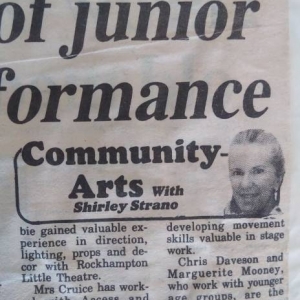 of junior
formance
Community
Arts With
Shirley Strano
bie gained valuable ex-
perience in direction,
lighting, props and de-
cor with Rockhampton
Little Theatre.
Mrs Cruice has work-
Access and
developing movement
skills valuable in stage
work.
Chris Daveson and
Marguerite Mooney,
who work with younger
age groups, are the